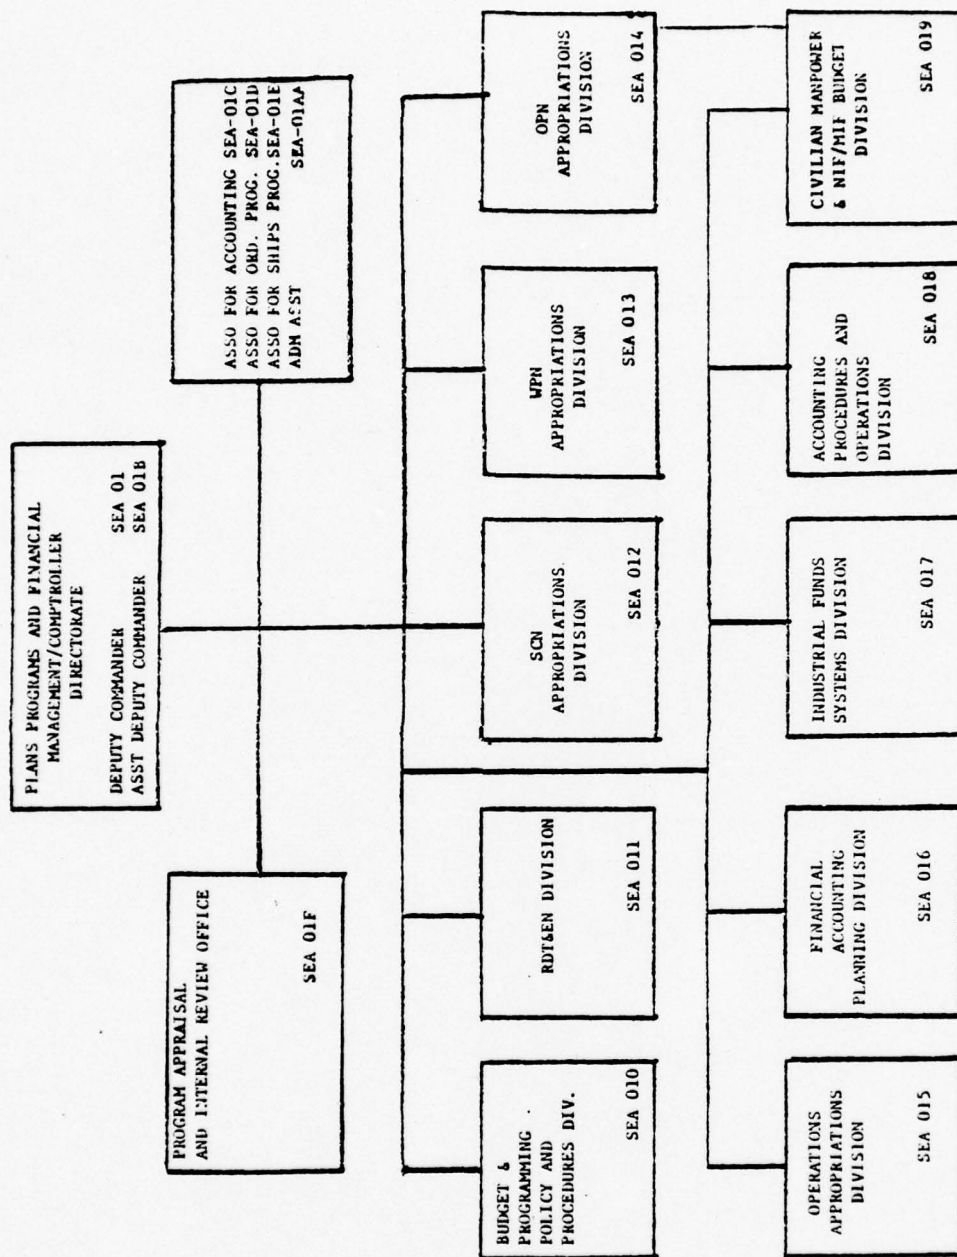 PLANS PROGRAMS AND FINANCIAL
MANAGEMENT/COMPTROLLER
DIRECTORATE
DEPUTY COMMANDER SEA 01
ASST DEPUTY COMMANDER SEA 01B
PROGRAM APPRAISAL
AND INTERNAL REVIEW OFFICE
SEA 01F
ASSO FOR ACCOUNTING SEA-01C
ASSO FOR ORD. PROG. SEA-01D
ASSO FOR SHIPS PROG. SEA-01E
ADM ASST SEA-01AA
BUDGET &
PROGRAMMING
POLICY AND
PROCEDURES DIV.
SEA 010
RDT&EN DIVISION
SEA 011
SCN
APPROPRIATIONS
DIVISION
SEA 012
WPN
APPROPRIATIONS
DIVISION
SEA 013
OPN
APPROPRIATIONS
DIVISION
SEA 014
OPERATIONS
APPROPRIATIONS
DIVISION
SEA 015
FINANCIAL
ACCOUNTING
PLANNING DIVISION
SEA 016
INDUSTRIAL FUNDS
SYSTEMS DIVISION
SEA 017
ACCOUNTING
PROCEDURES AND
OPERATIONS
DIVISION
SEA 018
CIVILIAN MANPOWER
& NIF/MIF BUDGET
DIVISION
SEA 019